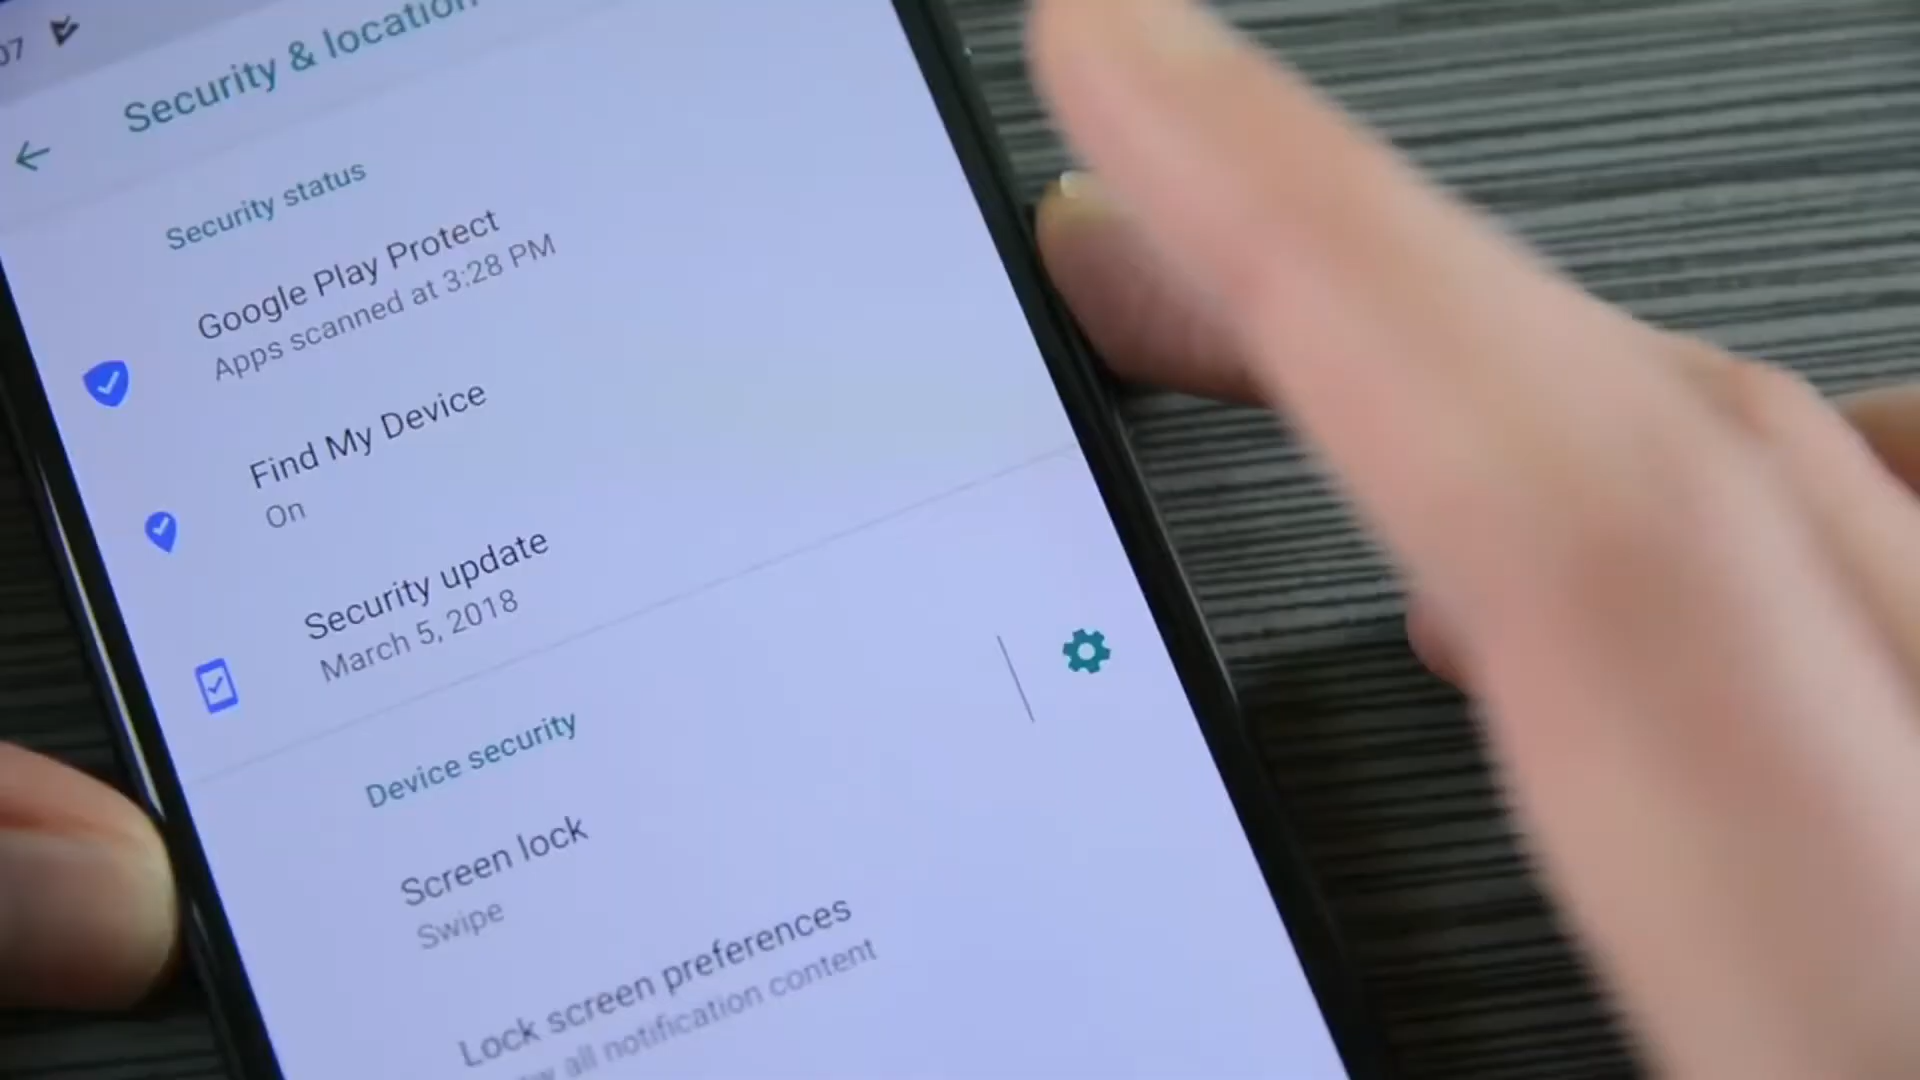 07
Security & location
Security status
Google Play Protect
Apps scanned at 3:28 PM
Find My Device
On
Security update
March 5, 2018
Device security
Screen lock
Swipe
Lock screen preferences
all notification content